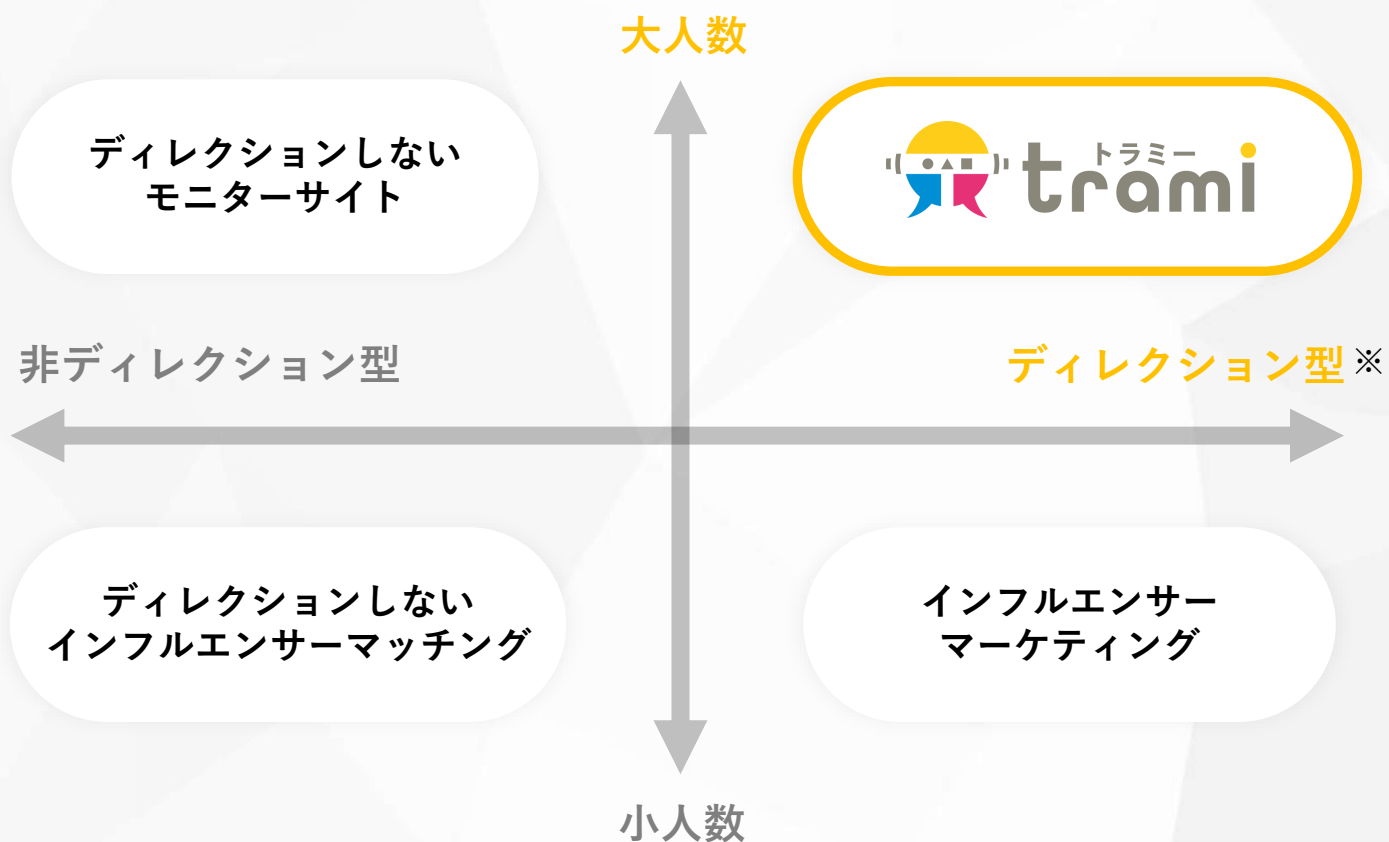 大人数
ディレクションしない
モニターサイト
トラミー
trami
非ディレクション型
ディレクション型※
ディレクションしない
インフルエンサーマッチング
インフルエンサー
マーケティング
小人数